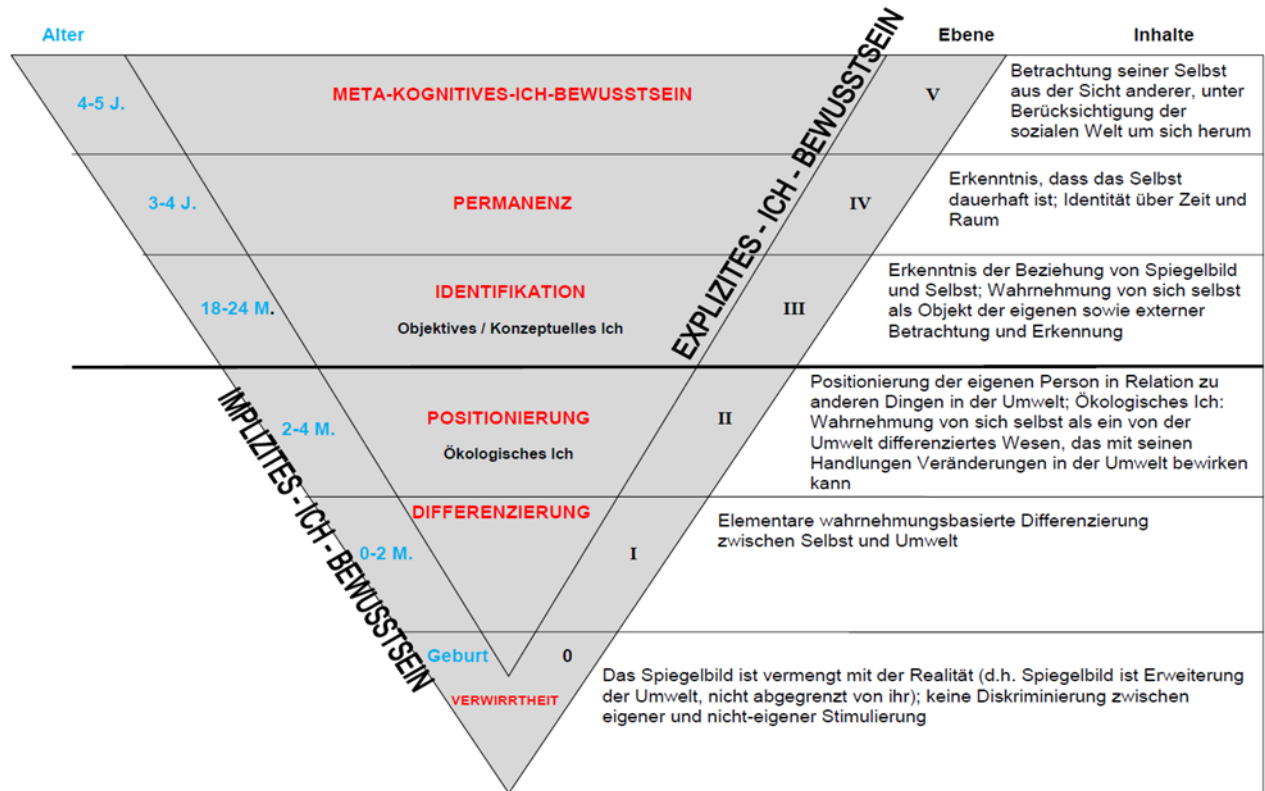 Alter
Ebene
Inhalte
4-5 J.
META-KOGNITIVES-ICH-BEWUSSTSEIN
V
Betrachtung seiner Selbst
aus der Sicht anderer, unter
Berücksichtigung der
sozialen Welt um sich herum
3-4 J.
PERMANENZ
IV
Erkenntnis, dass das Selbst
dauerhaft ist; Identität über Zeit und
Raum
18-24 M.
IDENTIFIKATION
Objektives / Konzeptuelles Ich
III
Erkenntnis der Beziehung von Spiegelbild
und Selbst; Wahrnehmung von sich selbst
als Objekt der eigenen sowie externer
Betrachtung und Erkennung
EXPLIZITES - ICH - BEWUSSTSEIN
2-4 M.
POSITIONIERUNG
Ökologisches Ich
II
Positionierung der eigenen Person in Relation zu
anderen Dingen in der Umwelt; Ökologisches Ich:
Wahrnehmung von sich selbst als ein von der
Umwelt differenziertes Wesen, das mit seinen
Handlungen Veränderungen in der Umwelt bewirken
kann
DIFFERENZIERUNG
0-2 M.
I
Elementare wahrnehmungsbasierte Differenzierung
zwischen Selbst und Umwelt
IMPLIZITES - ICH - BEWUSSTSEIN
Geburt
0
VERWIRRTHEIT
Das Spiegelbild ist vermengt mit der Realität (d.h. Spiegelbild ist Erweiterung
der Umwelt, nicht abgegrenzt von ihr); keine Diskriminierung zwischen
eigener und nicht-eigener Stimulierung